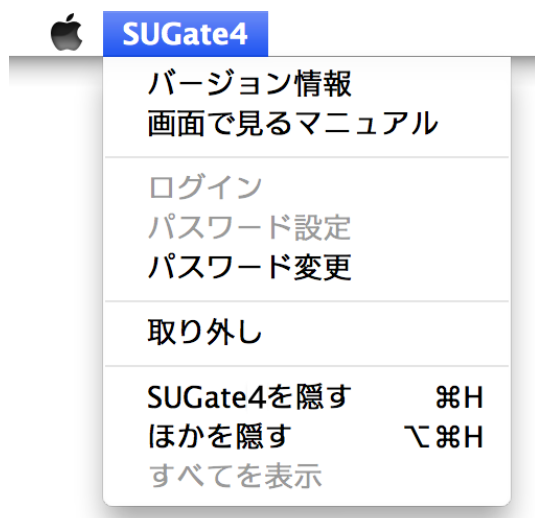 SUGate4
バージョン情報
画面で見るマニュアル
ログイン
パスワード設定
パスワード変更
取り外し
SUGate4を隠す ⌘H
ほかを隠す ⌥⌘H
すべてを表示